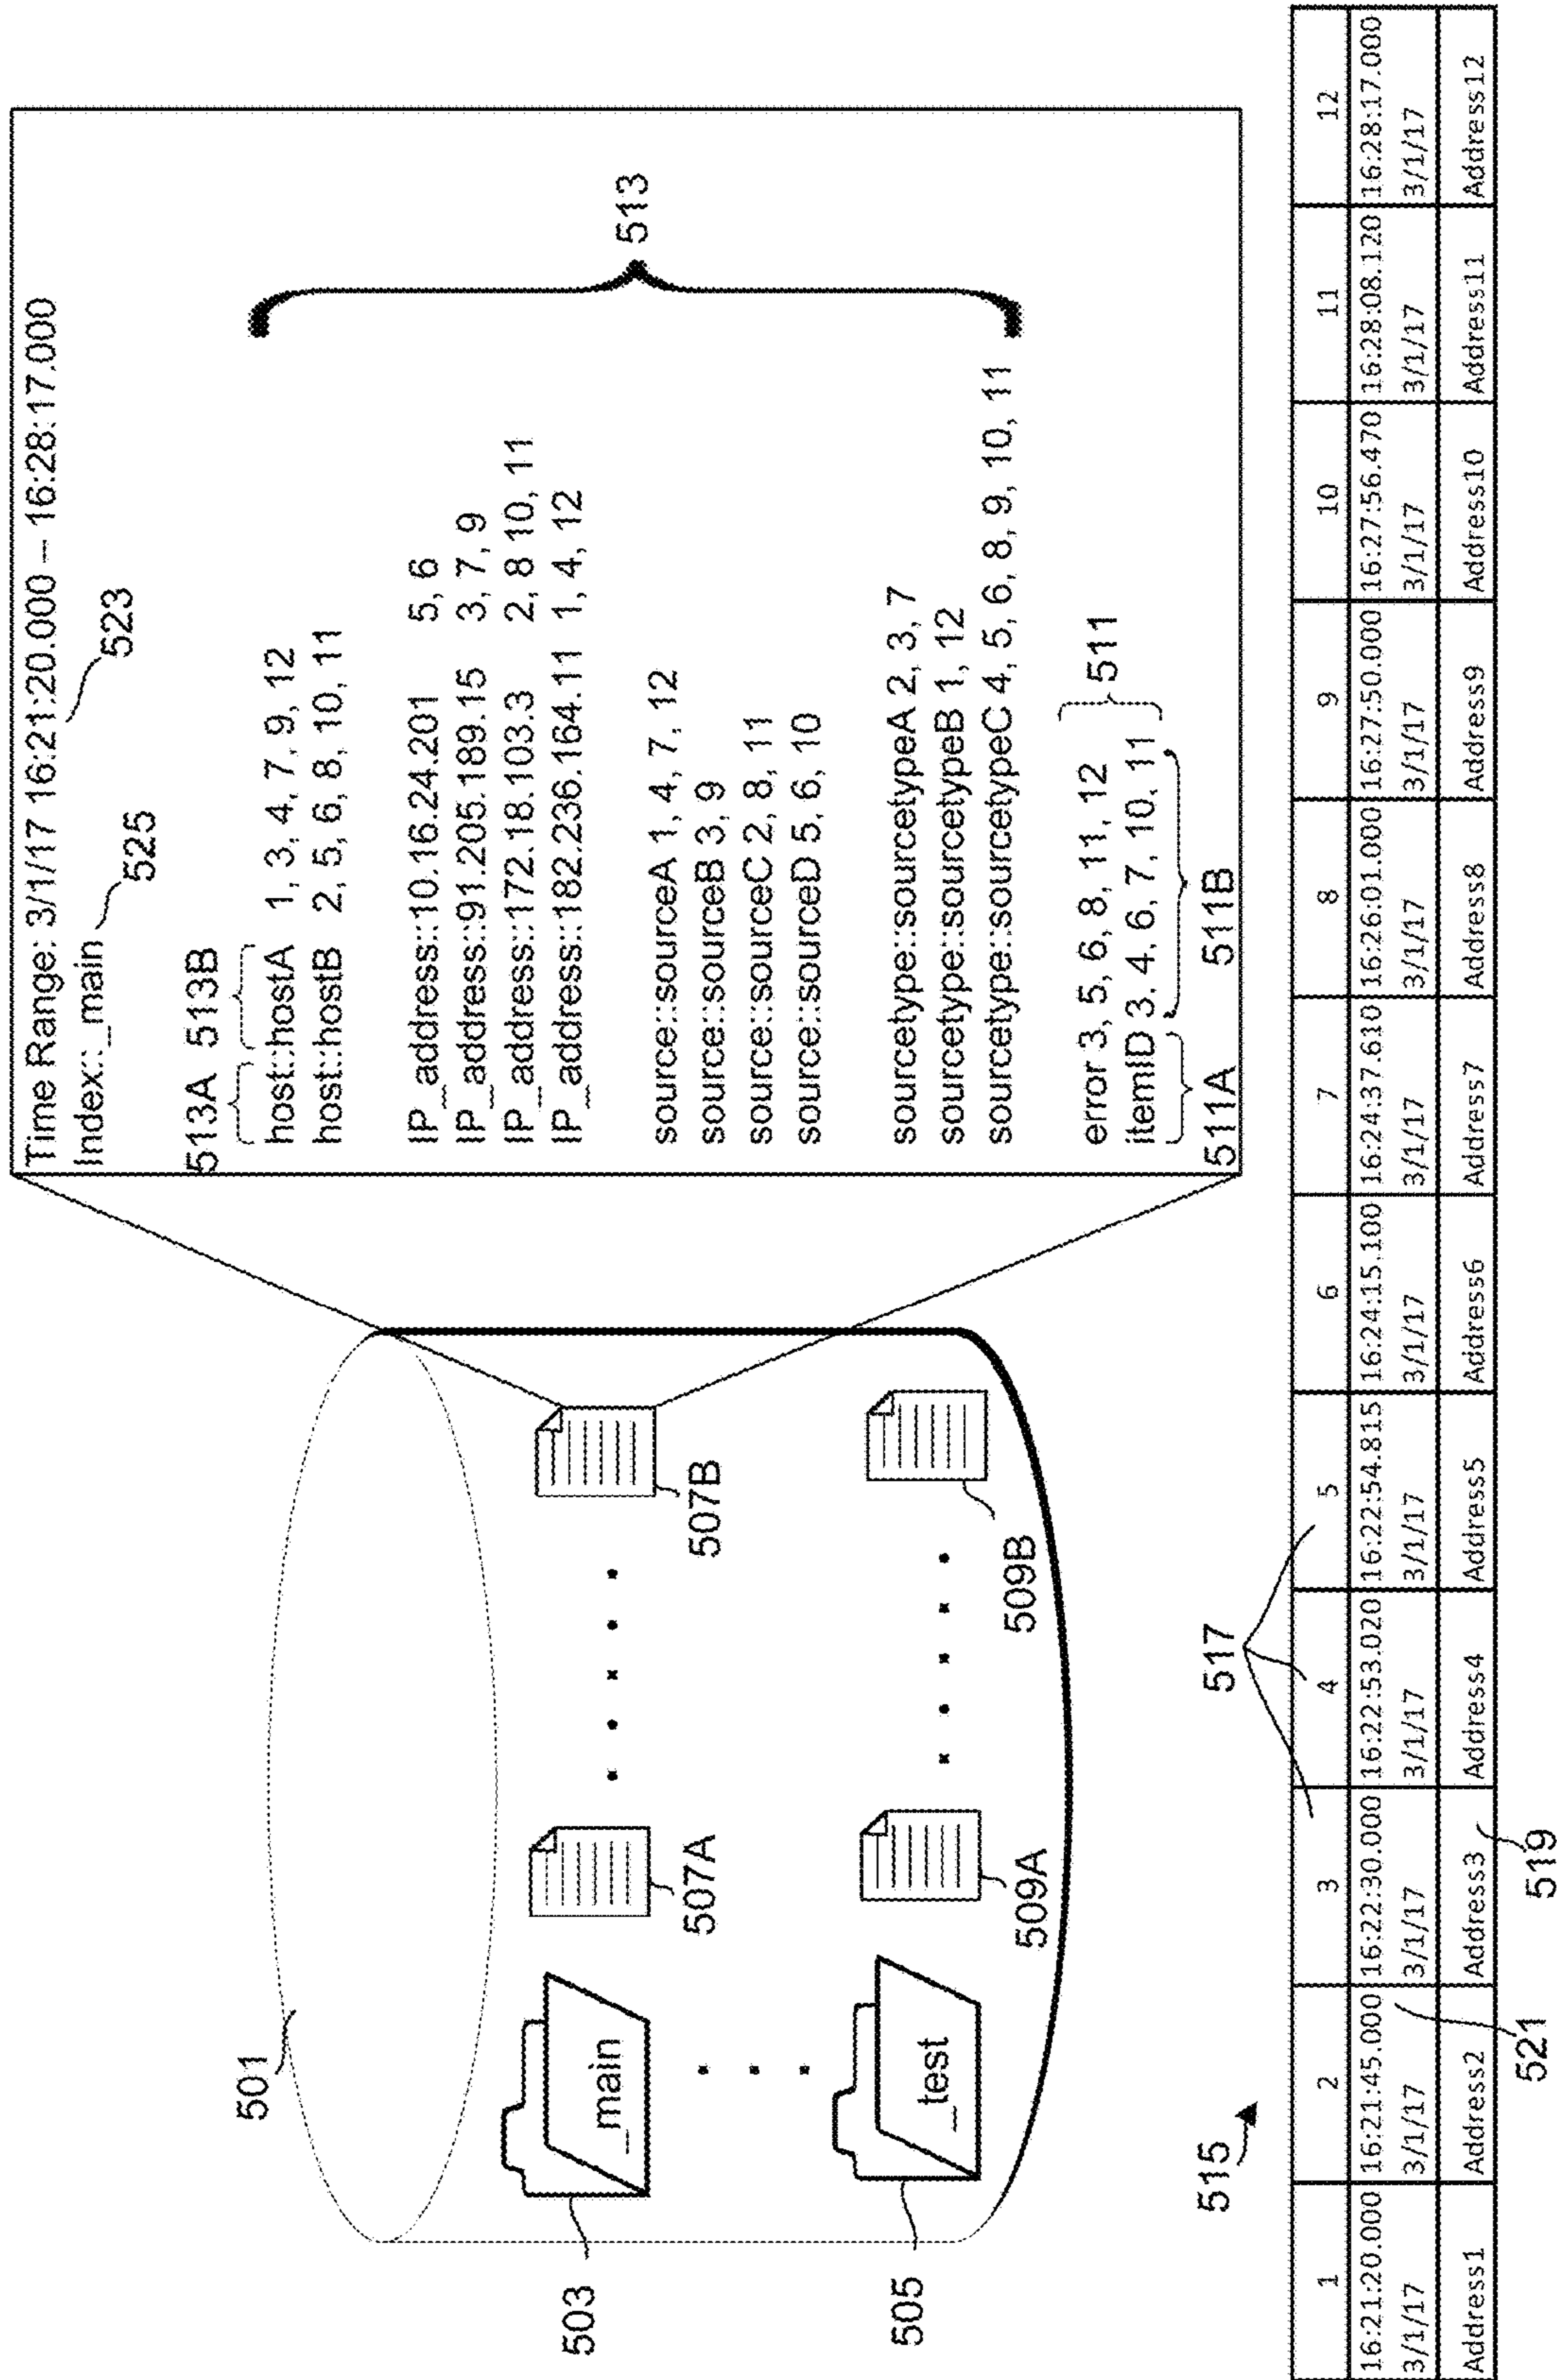 Time Range: 3/1/17 16:21:20.000 – 16:28:17.000
523
Index::_main
525
513A 513B
host::hostA 1, 3, 4, 7, 9, 12
host::hostB 2, 5, 6, 8, 10, 11
IP_address::10.16.24.201 5, 6
IP_address::91.205.189.15 3, 7, 9
IP_address::172.18.103.3 2, 8 10, 11
IP_address::182.236.164.11 1, 4, 12
source::sourceA 1, 4, 7, 12
source::sourceB 3, 9
source::sourceC 2, 8, 11
source::sourceD 5, 6, 10
sourcetype::sourcetypeA 2, 3, 7
sourcetype::sourcetypeB 1, 12
sourcetype::sourcetypeC 4, 5, 6, 8, 9, 10, 11
513
error 3, 5, 6, 8, 11, 12
itemID 3, 4, 6, 7, 10, 11
511
511A 511B
501
503
_main
507A
507B
505
_test
509A
509B
515
517
1 2 3 4 5 6 7 8 9 10 11 12
16:21:20.000 16:21:45.000 16:22:30.000 16:22:53.020 16:22:54.815 16:24:15.100 16:24:37.610 16:26:01.000 16:27:50.000 16:27:56.470 16:28:08.120 16:28:17.000
3/1/17 3/1/17 3/1/17 3/1/17 3/1/17 3/1/17 3/1/17 3/1/17 3/1/17 3/1/17 3/1/17 3/1/17
Address1 Address2 Address3 Address4 Address5 Address6 Address7 Address8 Address9 Address10 Address11 Address12
521
519